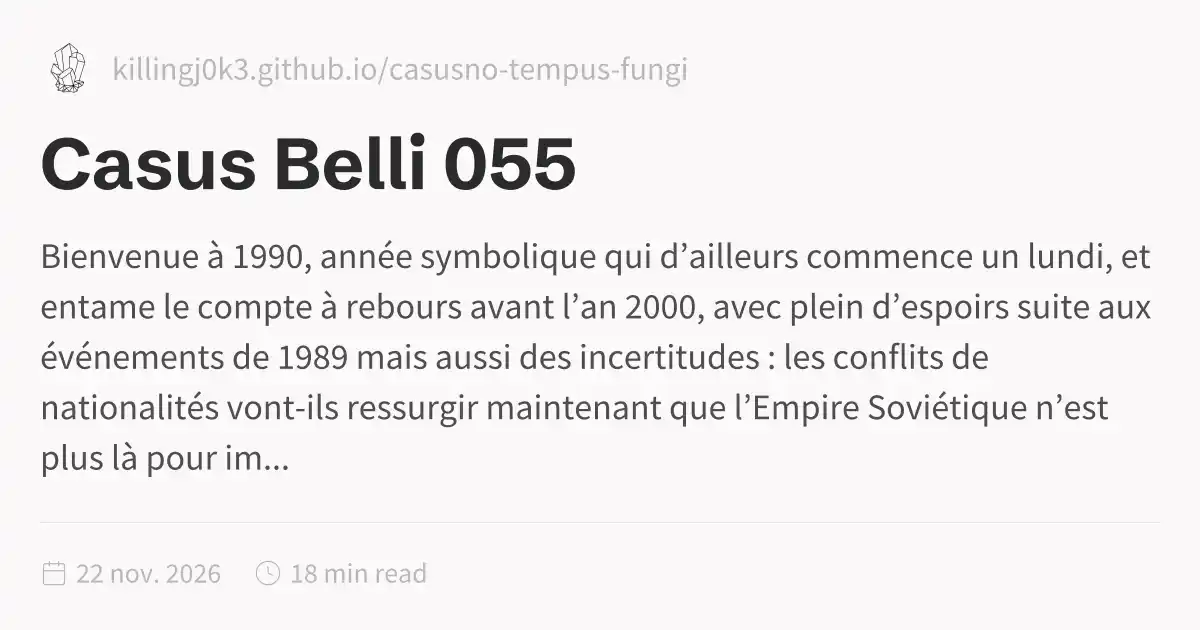 killingj0k3.github.io/casusno-tempus-fungi
Casus Belli 055
Bienvenue à 1990, année symbolique qui d’ailleurs commence un lundi, et
entame le compte à rebours avant l’an 2000, avec plein d’espoirs suite aux
événements de 1989 mais aussi des incertitudes : les conflits de
nationalités vont-ils ressurgir maintenant que l’Empire Soviétique n’est
plus là pour im...
22 nov. 2026 18 min read